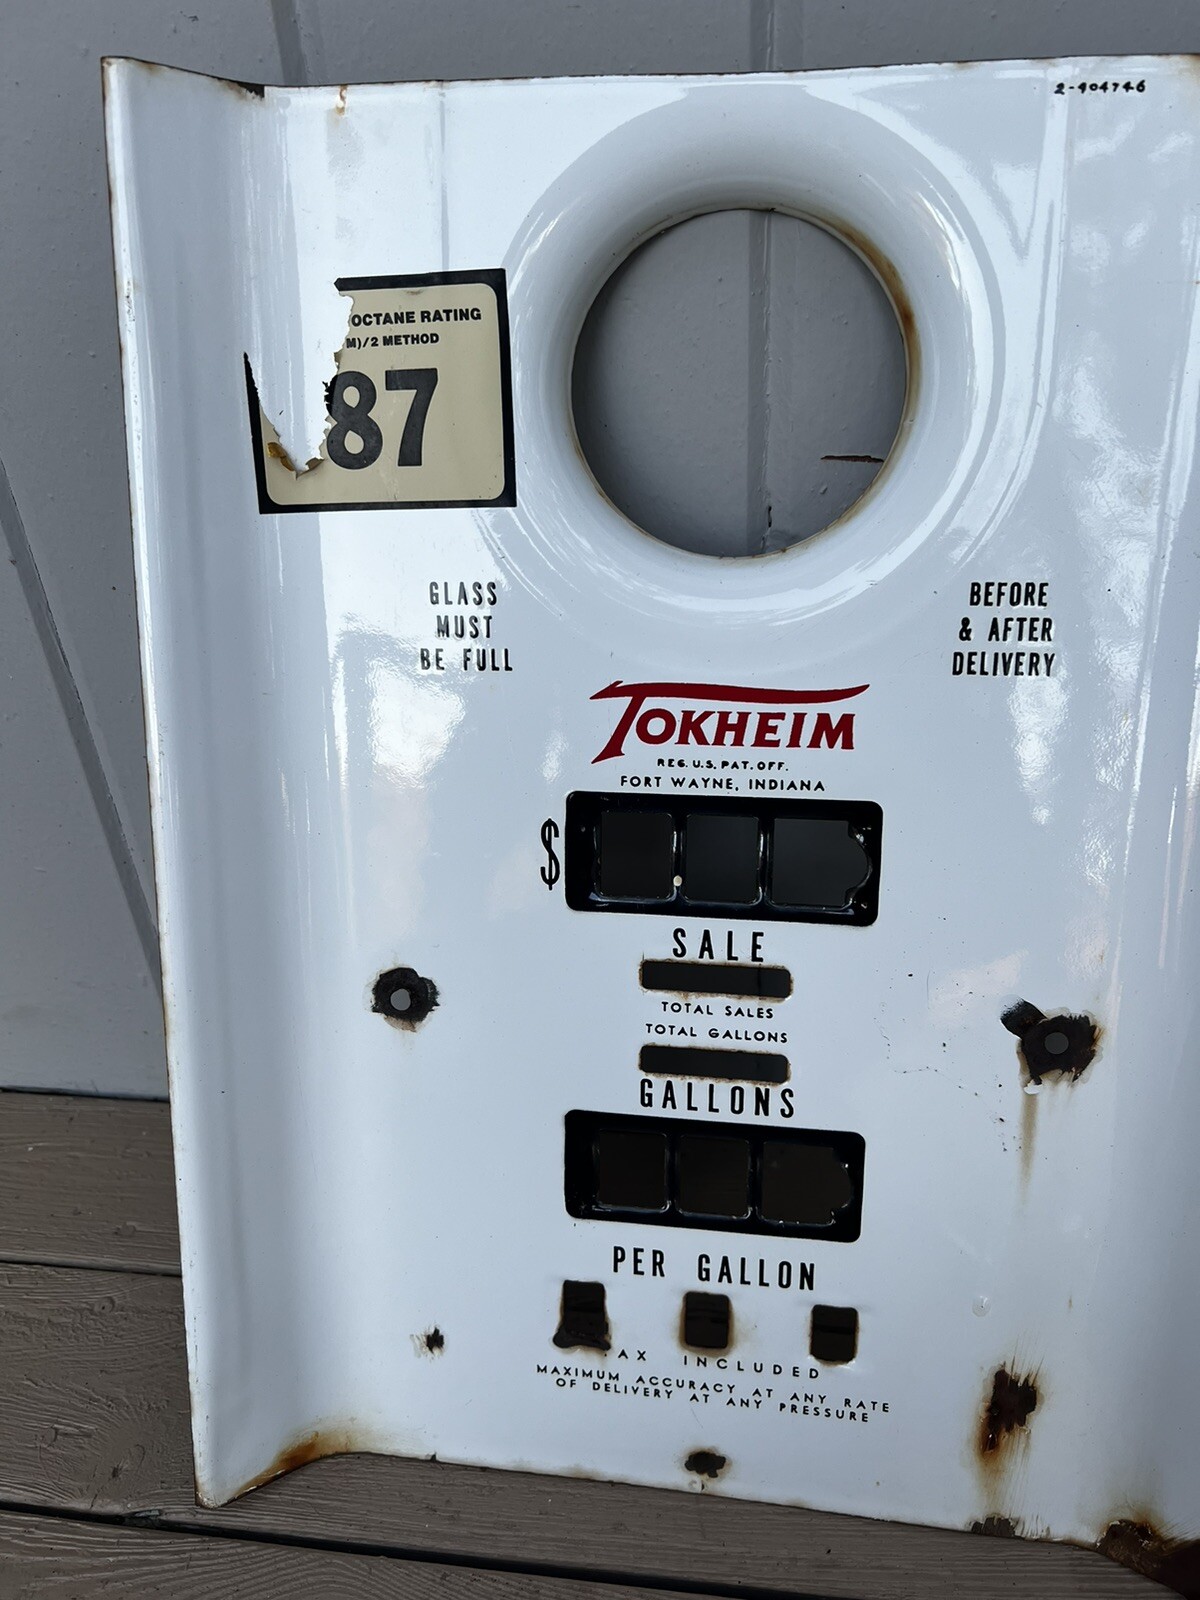 2-904746
OCTANE RATING
M)/2 METHOD
87
GLASS
MUST
BE FULL
BEFORE
& AFTER
DELIVERY
TOKHEIM
REG. U.S. PAT. OFF.
FORT WAYNE, INDIANA
$
SALE
TOTAL SALES
TOTAL GALLONS
GALLONS
PER GALLON
AX INCLUDED
MAXIMUM ACCURACY AT ANY RATE
OF DELIVERY AT ANY PRESSURE